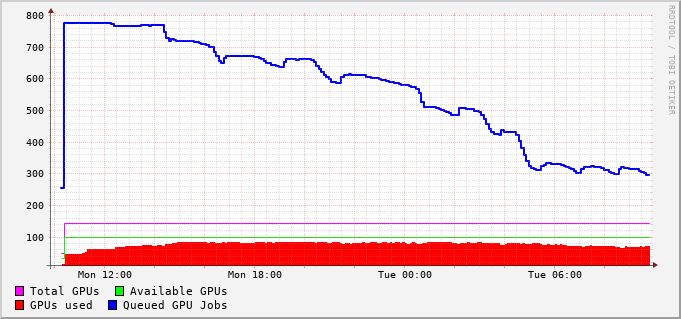 800
700
600
500
400
300
200
100
Mon 12:00 Mon 18:00 Tue 00:00 Tue 06:00
Total GPUs Available GPUs
GPUs used Queued GPU Jobs
RRDTOOL / TOBI OETIKER